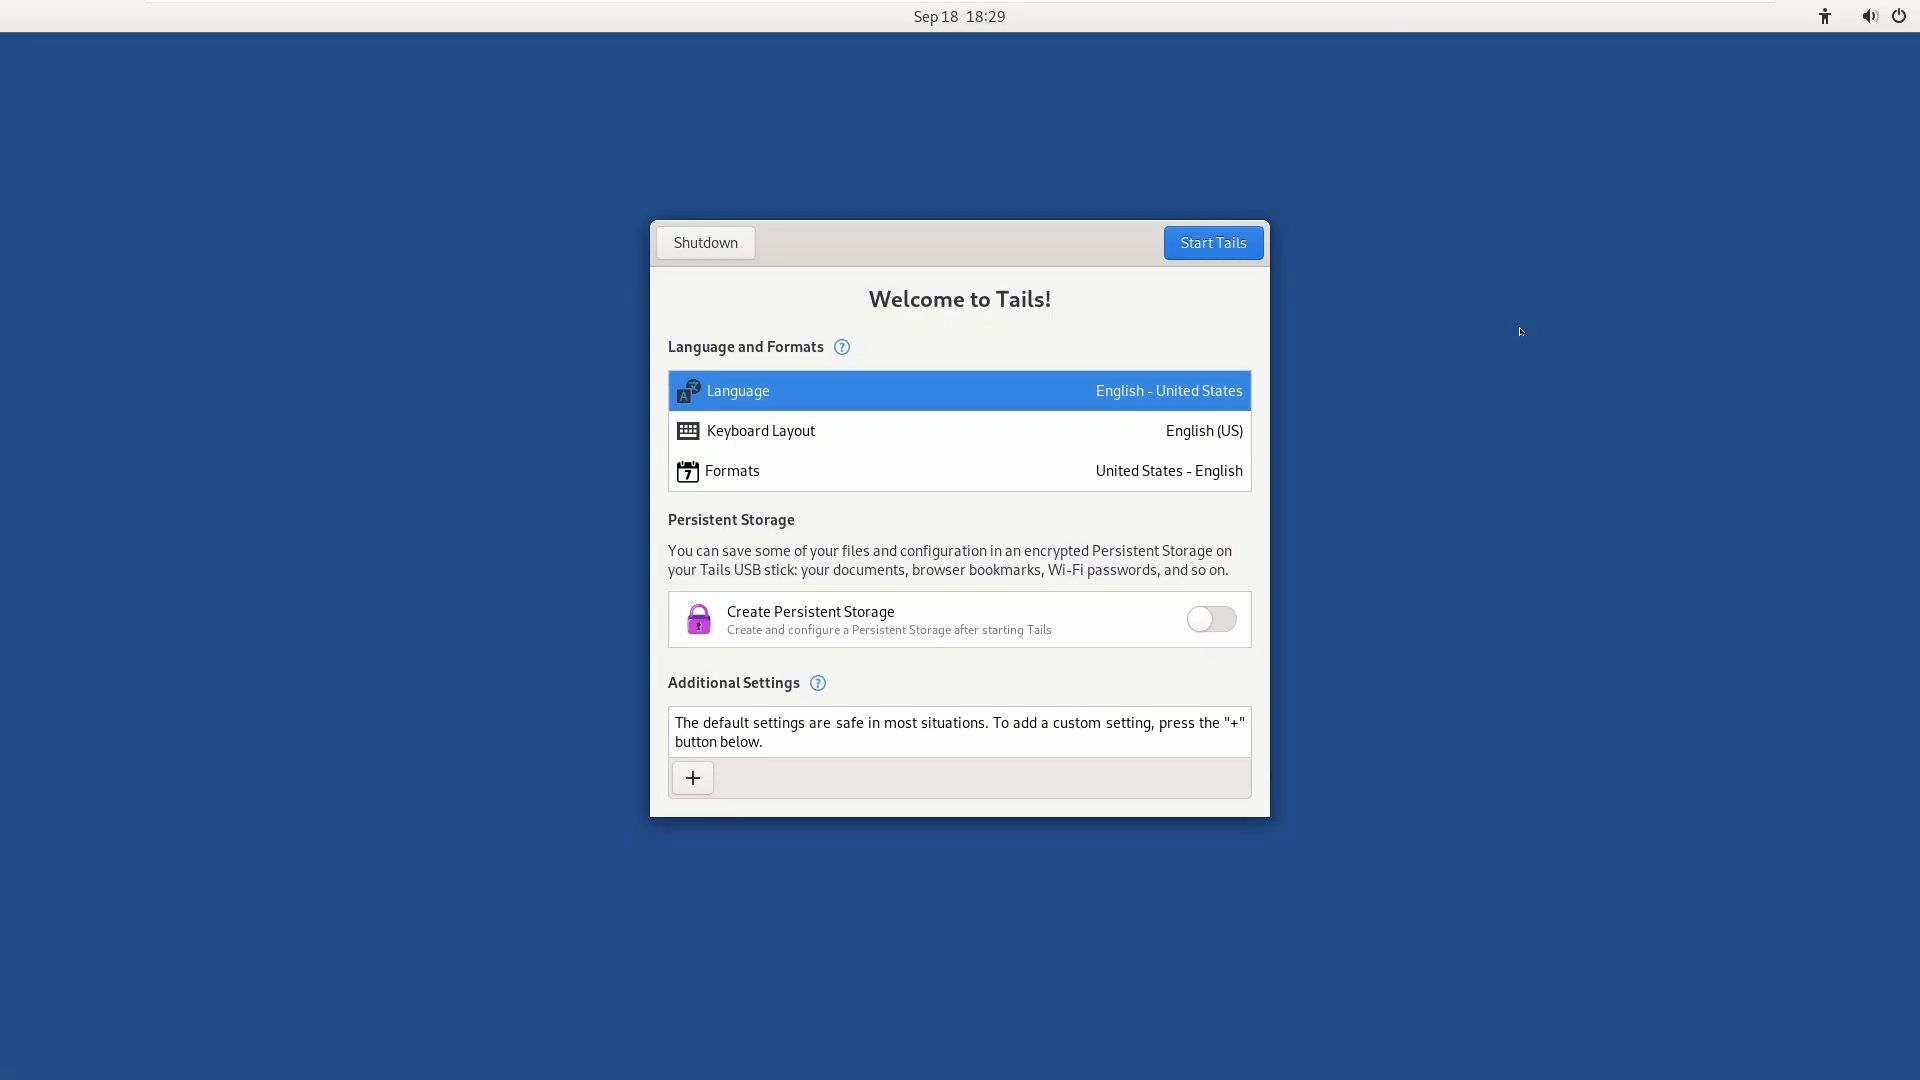 Sep 18 18:29
Shutdown
Start Tails
Welcome to Tails!
Language and Formats ?
Language English - United States
Keyboard Layout English (US)
Formats United States - English
Persistent Storage
You can save some of your files and configuration in an encrypted Persistent Storage on
your Tails USB stick: your documents, browser bookmarks, Wi-Fi passwords, and so on.
Create Persistent Storage
Create and configure a Persistent Storage after starting Tails
Additional Settings ?
The default settings are safe in most situations. To add a custom setting, press the "+"
button below.
+